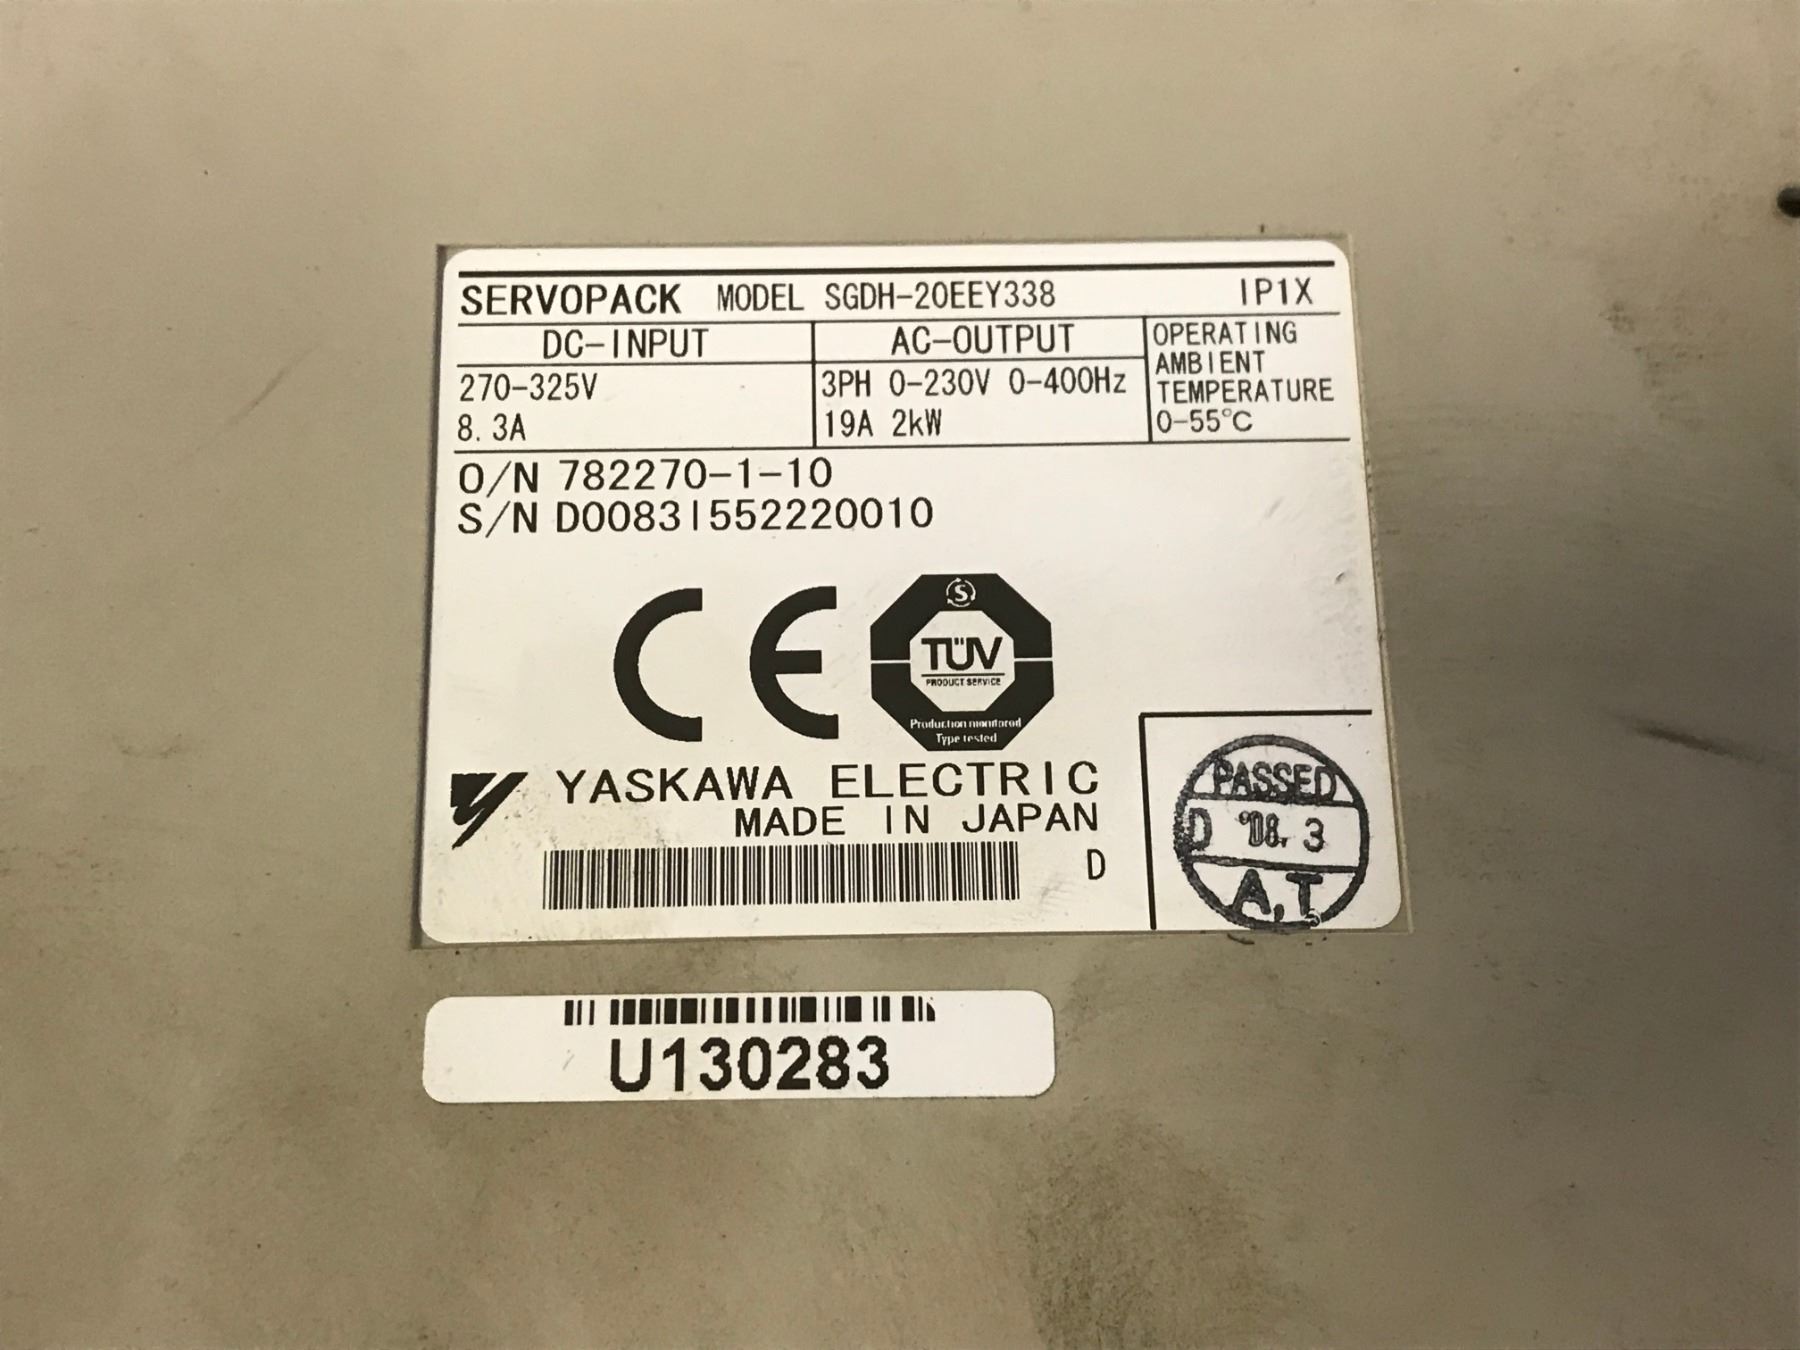 SERVOPACK MODEL SGDH-20EEY338 IP1X
DC-INPUT
270-325V
8.3A
AC-OUTPUT
3PH 0-230V 0-400Hz
19A 2kW
OPERATING
AMBIENT
TEMPERATURE
0-55°C
O/N 782270-1-10
S/N D0083I552220010
CE
S
TÜV
PRODUCT SERVICE
Production monitored
Type tested
YASKAWA ELECTRIC
MADE IN JAPAN
D
PASSED
D '08. 3
A.T
U130283